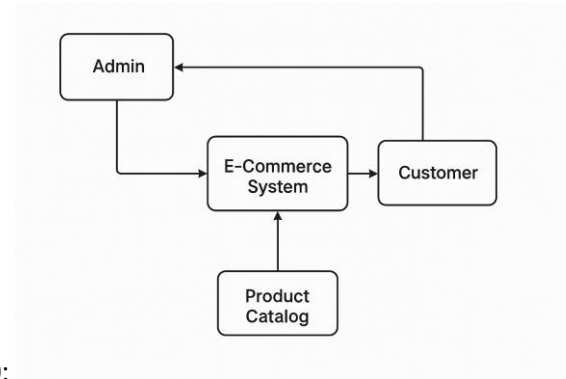 Admin
E-Commerce
System
Customer
Product
Catalog